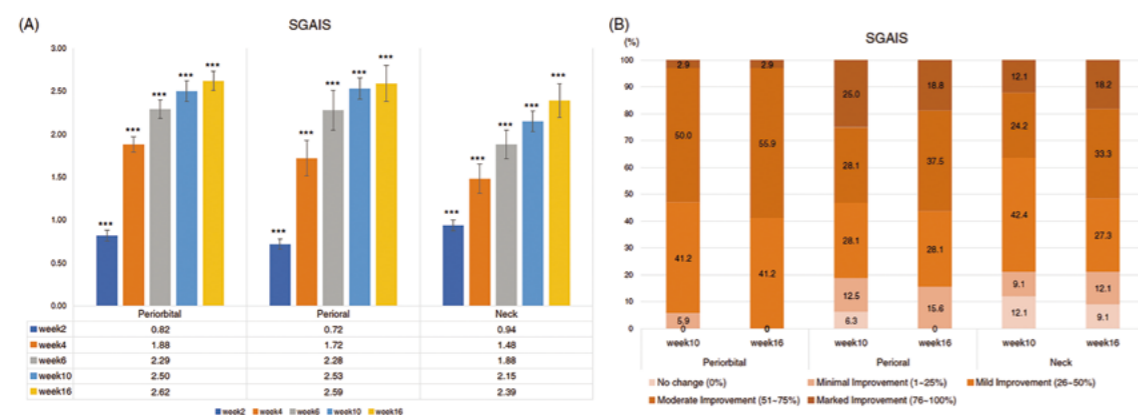 (A)
SGAIS
3.00
2.50
2.00
1.50
1.00
0.50
0.00
*** *** *** *** ***
*** *** *** *** ***
*** *** *** *** ***
Periorbital Perioral Neck
week2 0.82 0.72 0.94
week4 1.88 1.72 1.48
week6 2.29 2.28 1.88
week10 2.50 2.53 2.15
week16 2.62 2.59 2.39
week2 week4 week6 week10 week16
(B)
SGAIS
(%)
100
90
80
70
60
50
40
30
20
10
0
2.9 50.0 41.2 5.9 0
2.9 55.9 41.2 0
25.0 28.1 28.1 12.5 6.3
18.8 37.5 28.1 15.6 0
12.1 24.2 42.4 9.1 12.1
18.2 33.3 27.3 12.1 9.1
week10 week16 week10 week16 week10 week16
Periorbital Perioral Neck
No change (0%) Minimal Improvement (1~25%) Mild Improvement (26~50%)
Moderate Improvement (51~75%) Marked Improvement (76~100%)